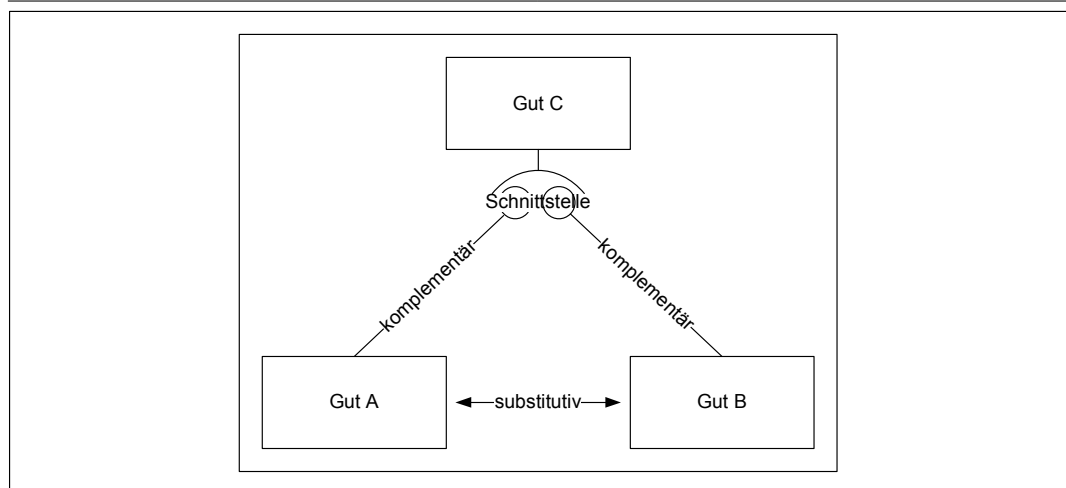 Gut C
Schnittstelle
komplementär
komplementär
Gut A
substitutiv
Gut B